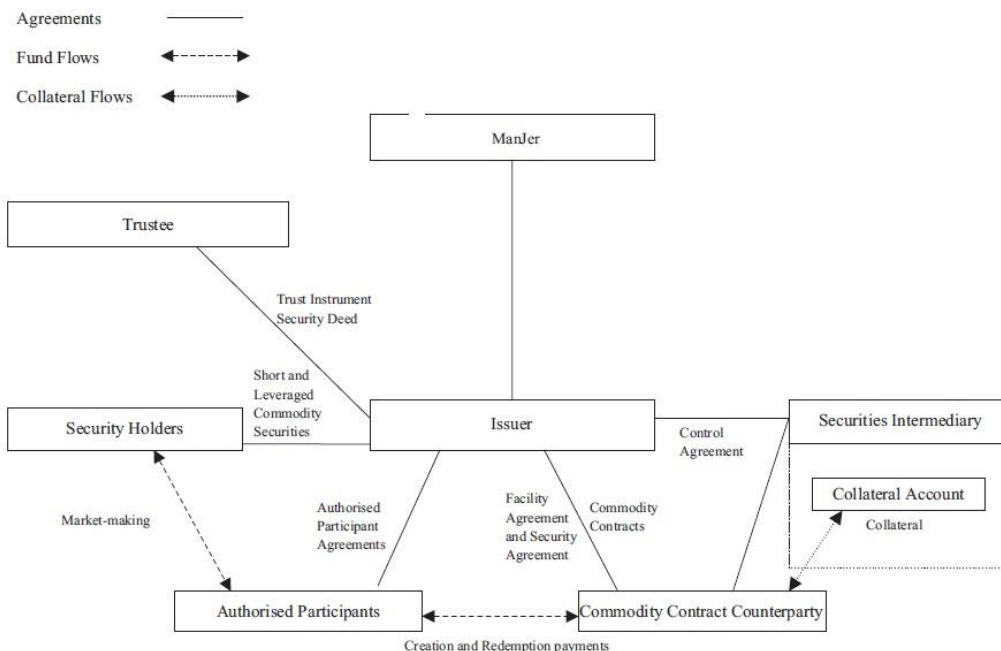 Agreements
Fund Flows
Collateral Flows
ManJer
Trustee
Trust Instrument
Security Deed
Short and
Leveraged
Commodity
Securities
Security Holders
Issuer
Securities Intermediary
Control
Agreement
Collateral Account
Collateral
Facility
Agreement
and Security
Agreement
Commodity
Contracts
Authorised
Participant
Agreements
Market-making
Authorised Participants
Commodity Contract Counterparty
Creation and Redemption payments